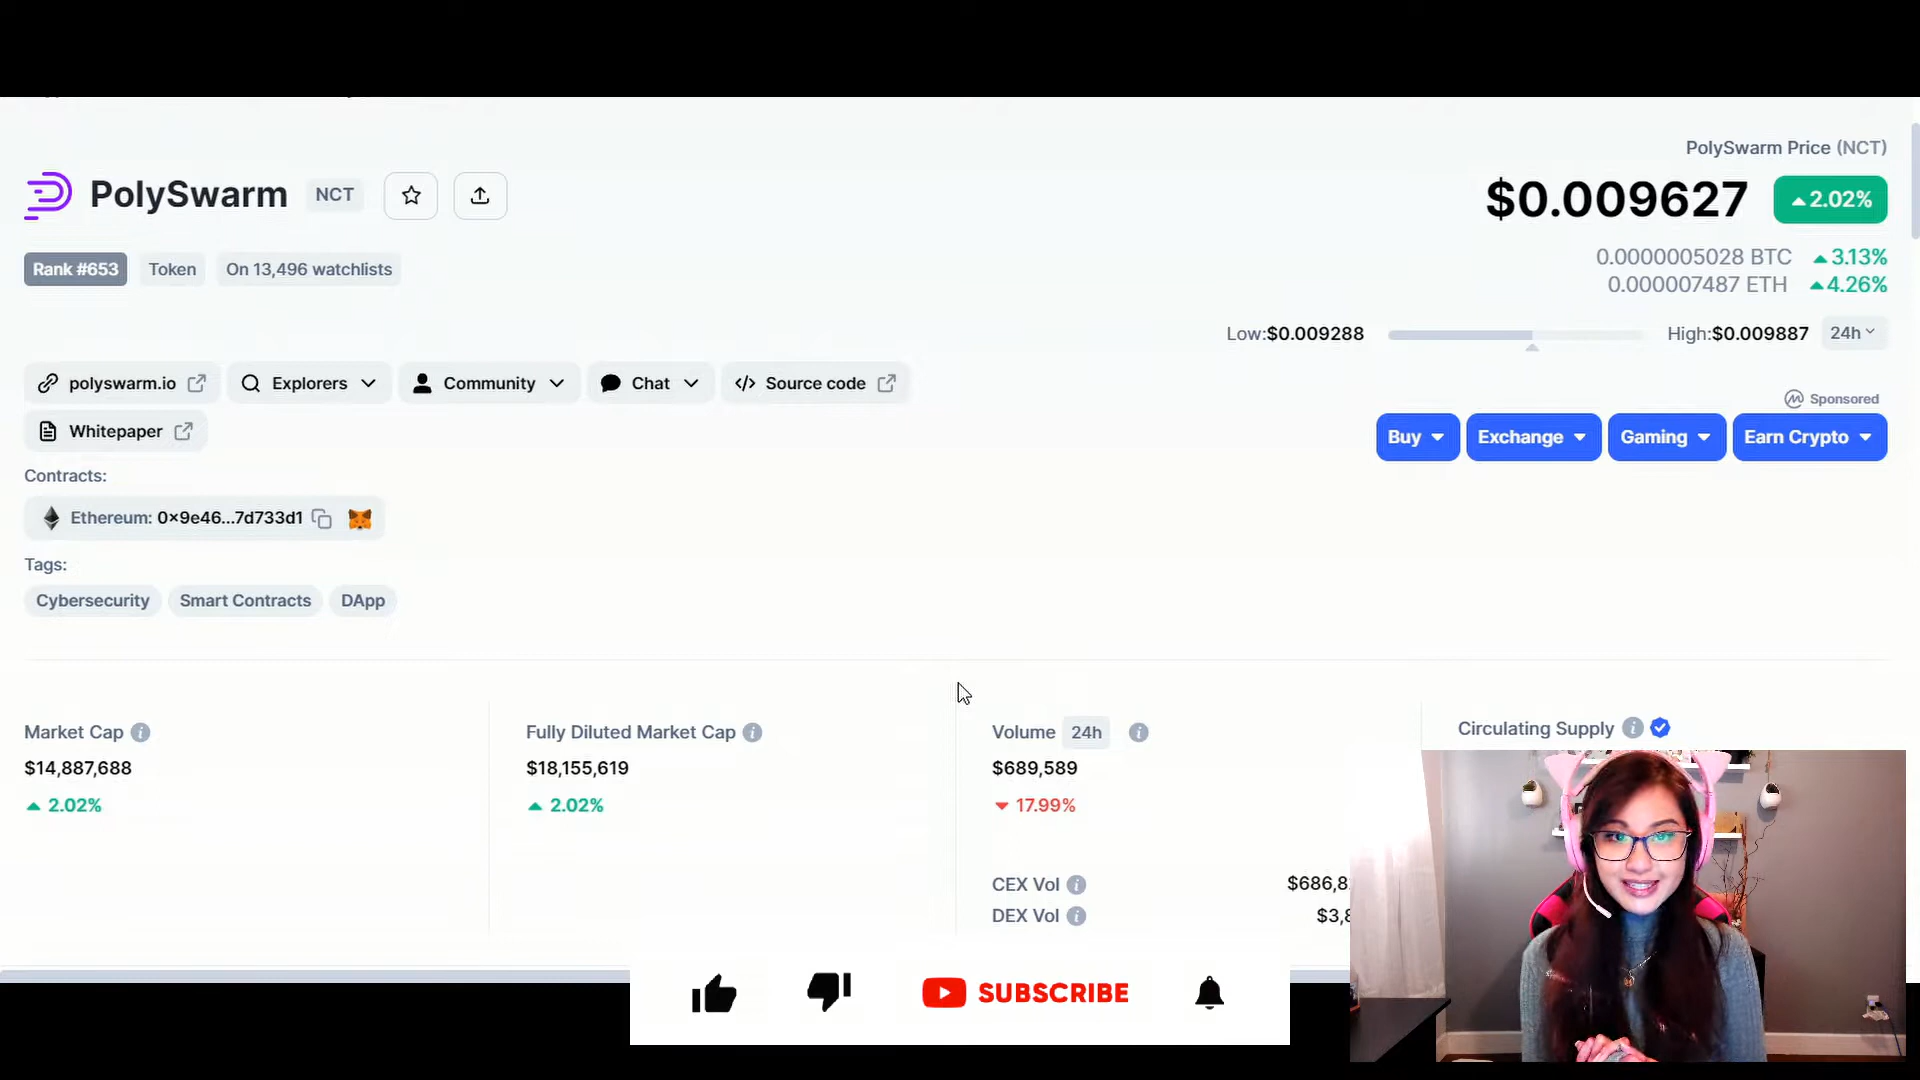 PolySwarm Price (NCT)
PolySwarm NCT
$0.009627 2.02%
Rank #653 Token On 13,496 watchlists
0.0000005028 BTC 3.13%
0.000007487 ETH 4.26%
Low:$0.009288 High:$0.009887 24h
polyswarm.io Explorers Community Chat Source code
Sponsored
Whitepaper
Buy Exchange Gaming Earn Crypto
Contracts:
Ethereum: 0x9e46...7d733d1
Tags:
Cybersecurity Smart Contracts DApp
Market Cap Fully Diluted Market Cap Volume 24h Circulating Supply
$14,887,688 $18,155,619 $689,589
2.02% 2.02% 17.99%
CEX Vol $686,8
DEX Vol $3,8
SUBSCRIBE